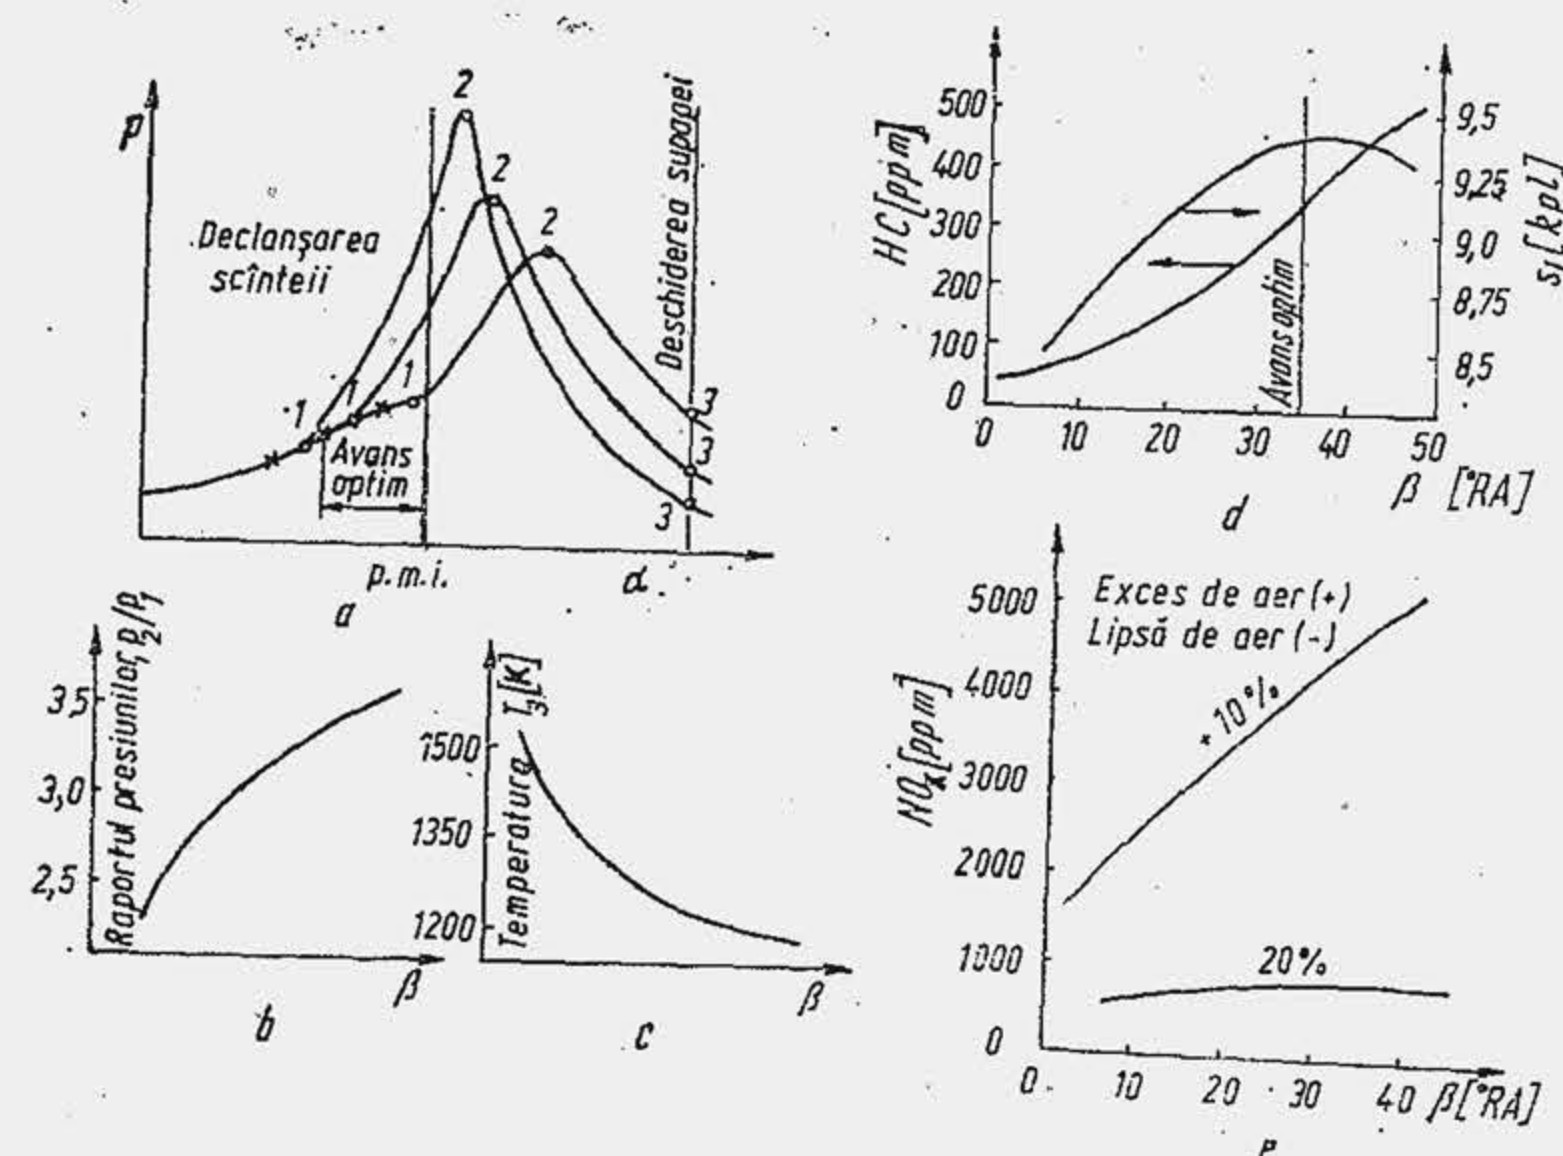 p
Declanşarea
scînteii
2
2
2
1
1
1
Avans
optim
Deschiderea supapei
3
3
3
p.m.i.
α
a
HC[ppm]
500
400
300
200
100
0
Avans optim
9,5
9,25
9,0
8,75
8,5
0
10
20
30
40
50
β [°RA]
d
Raportul presiunilor, p2/p1
3,5
3,0
2,5
β
b
Temperatura T3[K]
1500
1350
1200
β
c
NOx[ppm]
5000
4000
3000
2000
1000
0
Exces de aer (+)
Lipsă de aer (-)
+ 10%
20%
0
10
20
30
40
β[°RA]